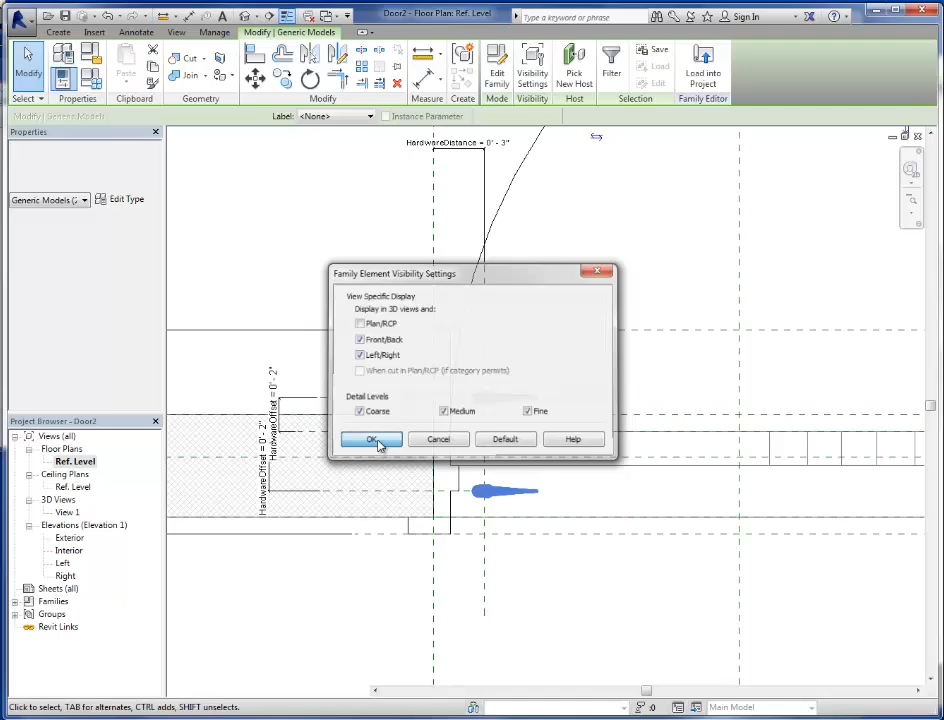 Door2 - Floor Plan: Ref. Level
Type a keyword or phrase
Sign In
Create Insert Annotate View Manage Modify | Generic Models
Modify
Paste
Cut
Join
Edit Family
Visibility Settings
Pick New Host
Filter
Save
Load
Edit
Load into Project
Select Properties Clipboard Geometry Modify Measure Create Mode Visibility Host Selection Family Editor
Modify | Generic Models
Label: <None>
Instance Parameter
Properties
Generic Models (2
Edit Type
HardwareDistance = 0' - 3"
Family Element Visibility Settings
View Specific Display
Display in 3D views and:
Plan/RCP
Front/Back
Left/Right
When cut in Plan/RCP (if category permits)
Detail Levels
Coarse Medium Fine
OK Cancel Default Help
HardwareOffset = 0' - 2"
HardwareOffset = 0' - 2"
Project Browser - Door2
Views (all)
Floor Plans
Ref. Level
Ceiling Plans
Ref. Level
3D Views
View 1
Elevations (Elevation 1)
Exterior
Interior
Left
Right
Sheets (all)
Families
Groups
Revit Links
Click to select, TAB for alternates, CTRL adds, SHIFT unselects.
:0
Main Model